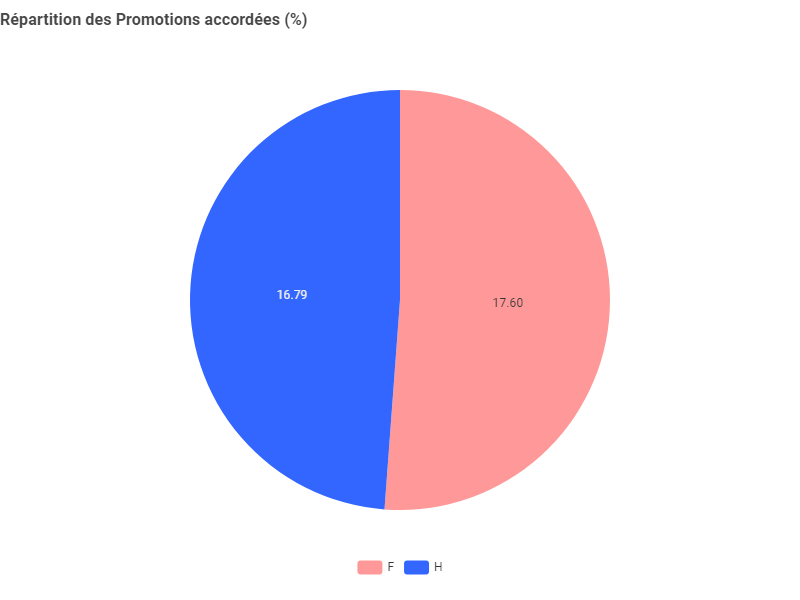 Répartition des Promotions accordées (%)
16.79
17.60
F H